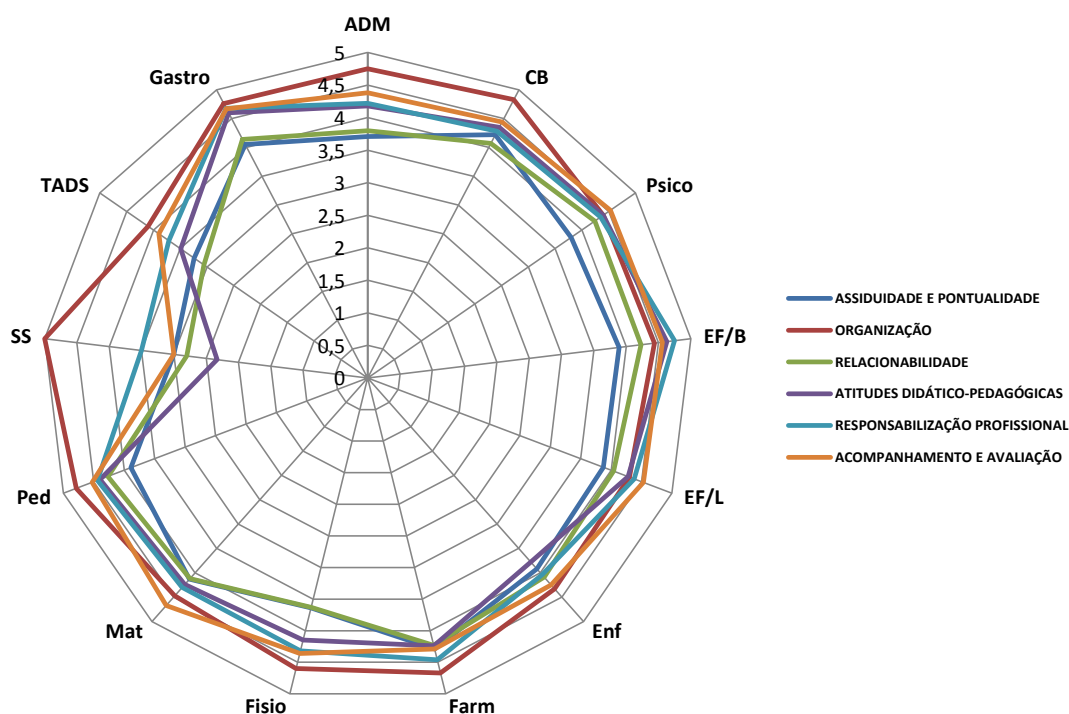 ADM
Gastro
CB
5
4,5
4
3,5
3
2,5
2
1,5
1
0,5
0
TADS
Psico
SS
EF/B
Ped
EF/L
Mat
Enf
Fisio
Farm
ASSIDUIDADE E PONTUALIDADE
ORGANIZAÇÃO
RELACIONABILIDADE
ATITUDES DIDÁTICO-PEDAGÓGICAS
RESPONSABILIZAÇÃO PROFISSIONAL
ACOMPANHAMENTO E AVALIAÇÃO